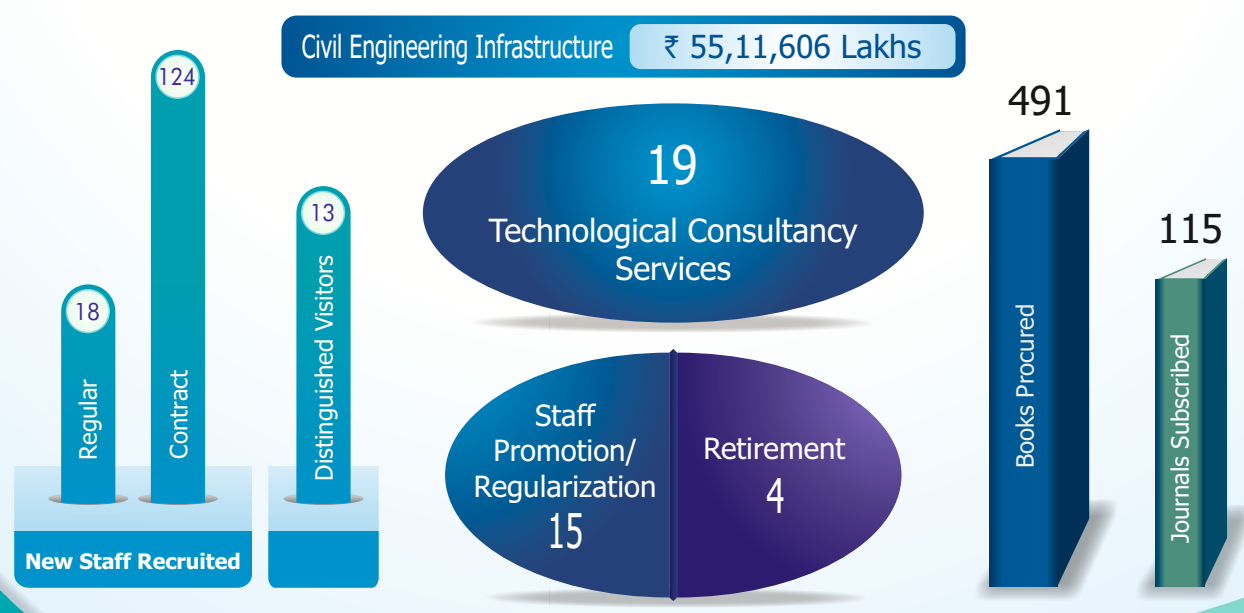 Civil Engineering Infrastructure ₹ 55,11,606 Lakhs
18
Regular
124
Contract
New Staff Recruited
13
Distinguished Visitors
19
Technological Consultancy
Services
Staff
Promotion/
Regularization
15
Retirement
4
491
Books Procured
115
Journals Subscribed